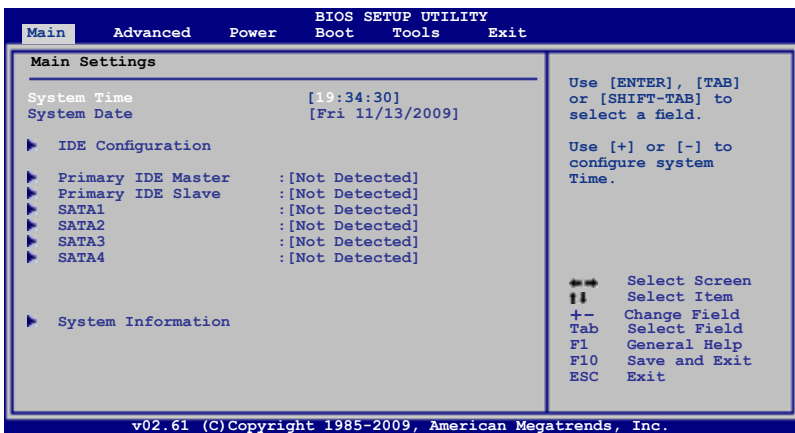 BIOS SETUP UTILITY
Main Advanced Power Boot Tools Exit
Main Settings
System Time [19:34:30]
System Date [Fri 11/13/2009]
IDE Configuration
Primary IDE Master :[Not Detected]
Primary IDE Slave :[Not Detected]
SATA1 :[Not Detected]
SATA2 :[Not Detected]
SATA3 :[Not Detected]
SATA4 :[Not Detected]
System Information
Use [ENTER], [TAB]
or [SHIFT-TAB] to
select a field.
Use [+] or [-] to
configure system
Time.
←→ Select Screen
↑↓ Select Item
+- Change Field
Tab Select Field
F1 General Help
F10 Save and Exit
ESC Exit
v02.61 (C)Copyright 1985-2009, American Megatrends, Inc.